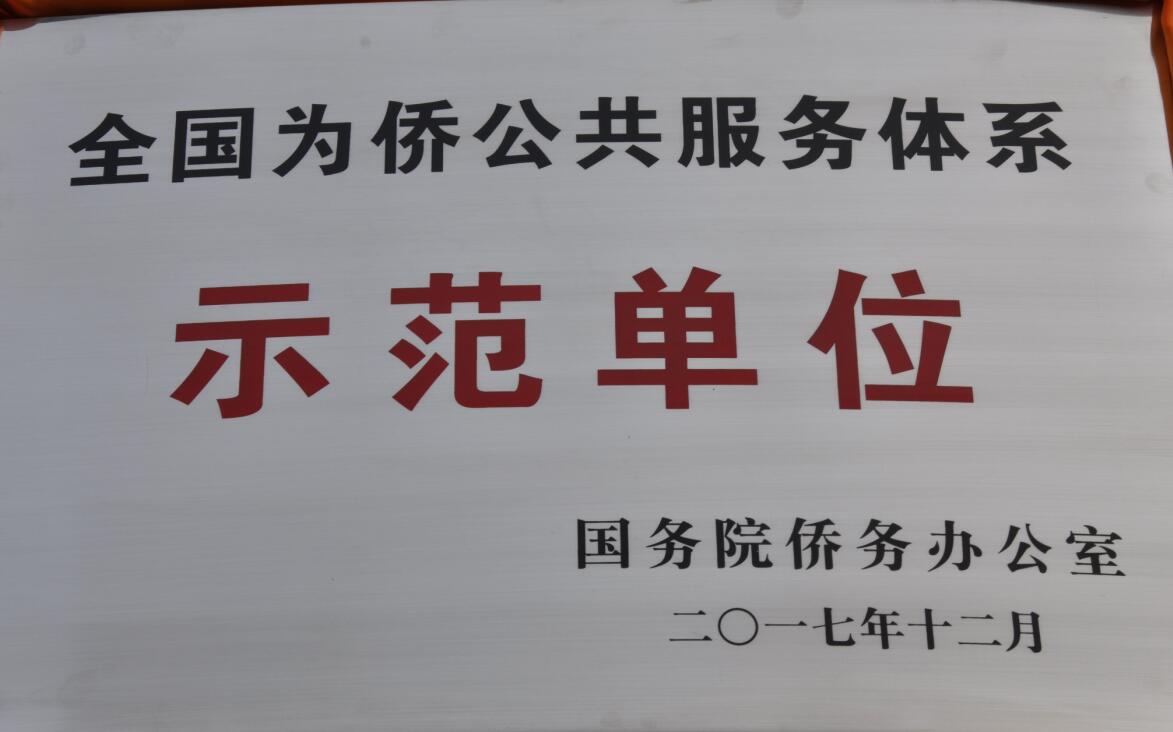 全国为侨公共服务体系
示范单位
国务院侨务办公室
二〇一七年十二月